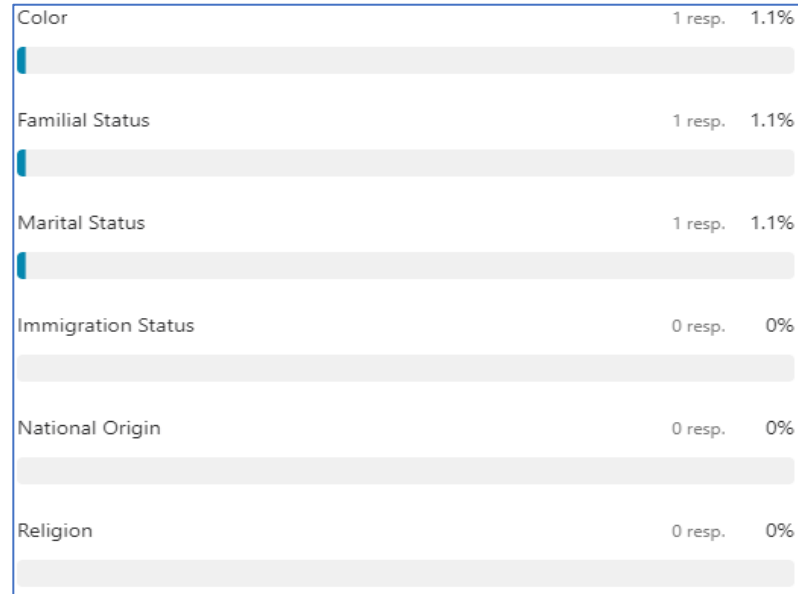 Color 1 resp. 1.1%
Familial Status 1 resp. 1.1%
Marital Status 1 resp. 1.1%
Immigration Status 0 resp. 0%
National Origin 0 resp. 0%
Religion 0 resp. 0%